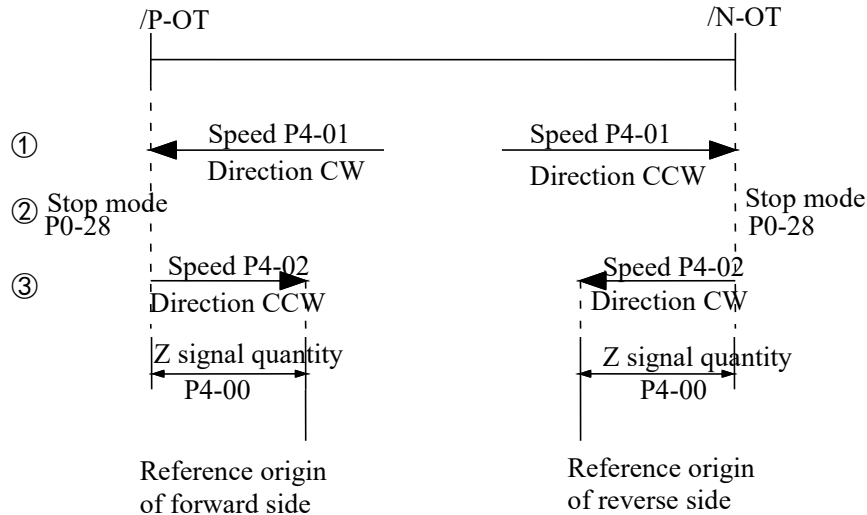 /P-OT
/N-OT
①
Speed P4-01
Speed P4-01
Direction CW
Direction CCW
② Stop mode
P0-28
Stop mode
P0-28
③
Speed P4-02
Speed P4-02
Direction CCW
Direction CW
Z signal quantity
Z signal quantity
P4-00
P4-00
Reference origin
of forward side
Reference origin
of reverse side